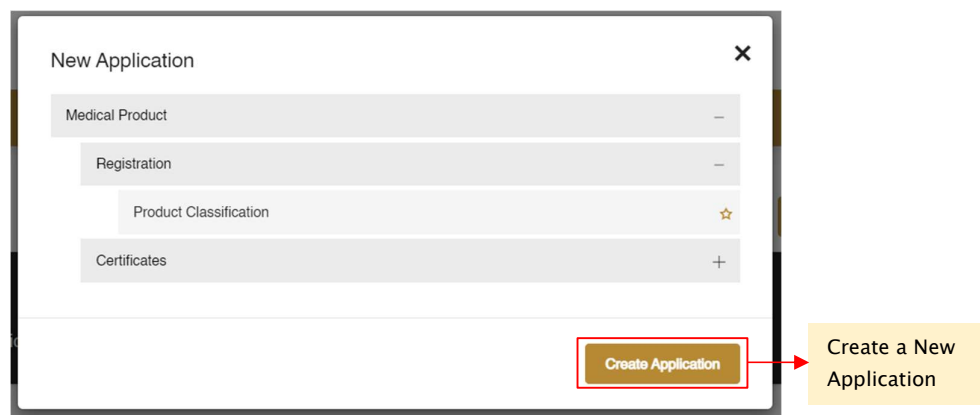 New Application
Medical Product
Registration
Product Classification
Certificates
Create Application
Create a New
Application